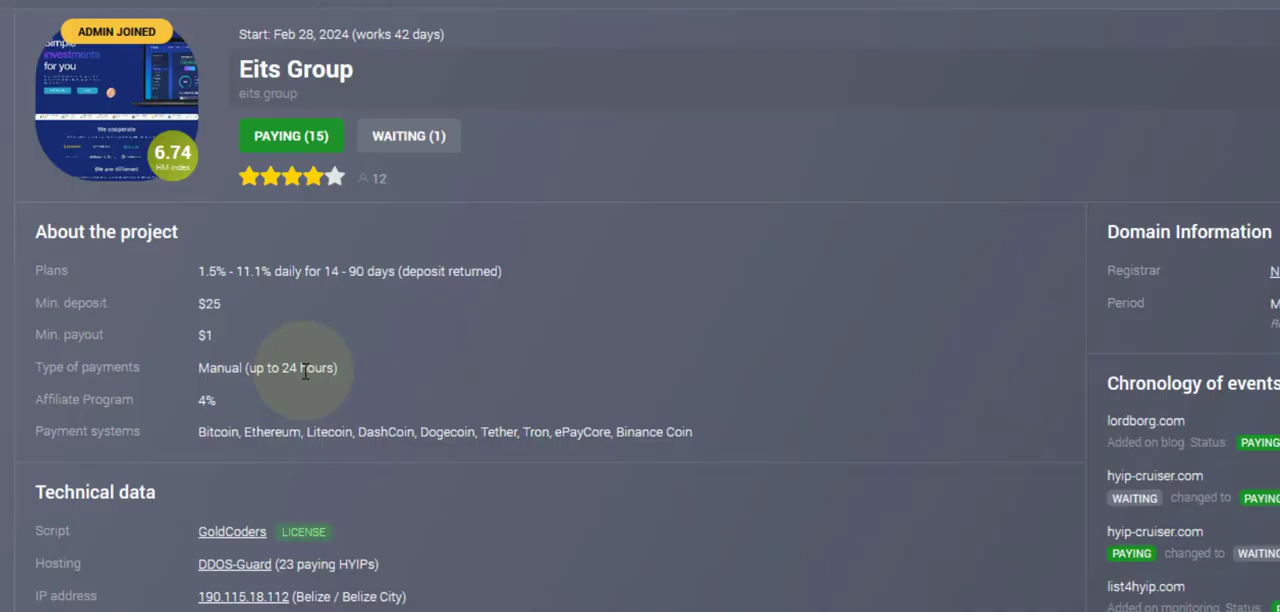 ADMIN JOINED
Simple
investments
for you
We cooperate
We are different
6.74
HM index
Start: Feb 28, 2024 (works 42 days)
Eits Group
eits.group
PAYING (15)
WAITING (1)
12
About the project
Plans
1.5% - 11.1% daily for 14 - 90 days (deposit returned)
Min. deposit
$25
Min. payout
$1
Type of payments
Manual (up to 24 hours)
Affiliate Program
4%
Payment systems
Bitcoin, Ethereum, Litecoin, DashCoin, Dogecoin, Tether, Tron, ePayCore, Binance Coin
Technical data
Script
GoldCoders LICENSE
Hosting
DDOS-Guard (23 paying HYIPs)
IP address
190.115.18.112 (Belize / Belize City)
Domain Information
Registrar
N
Period
M
Chronology of events
lordborg.com
Added on blog. Status: PAYING
hyip-cruiser.com
WAITING changed to PAYING
hyip-cruiser.com
PAYING changed to WAITING
list4hyip.com
Added on monitoring. Status: